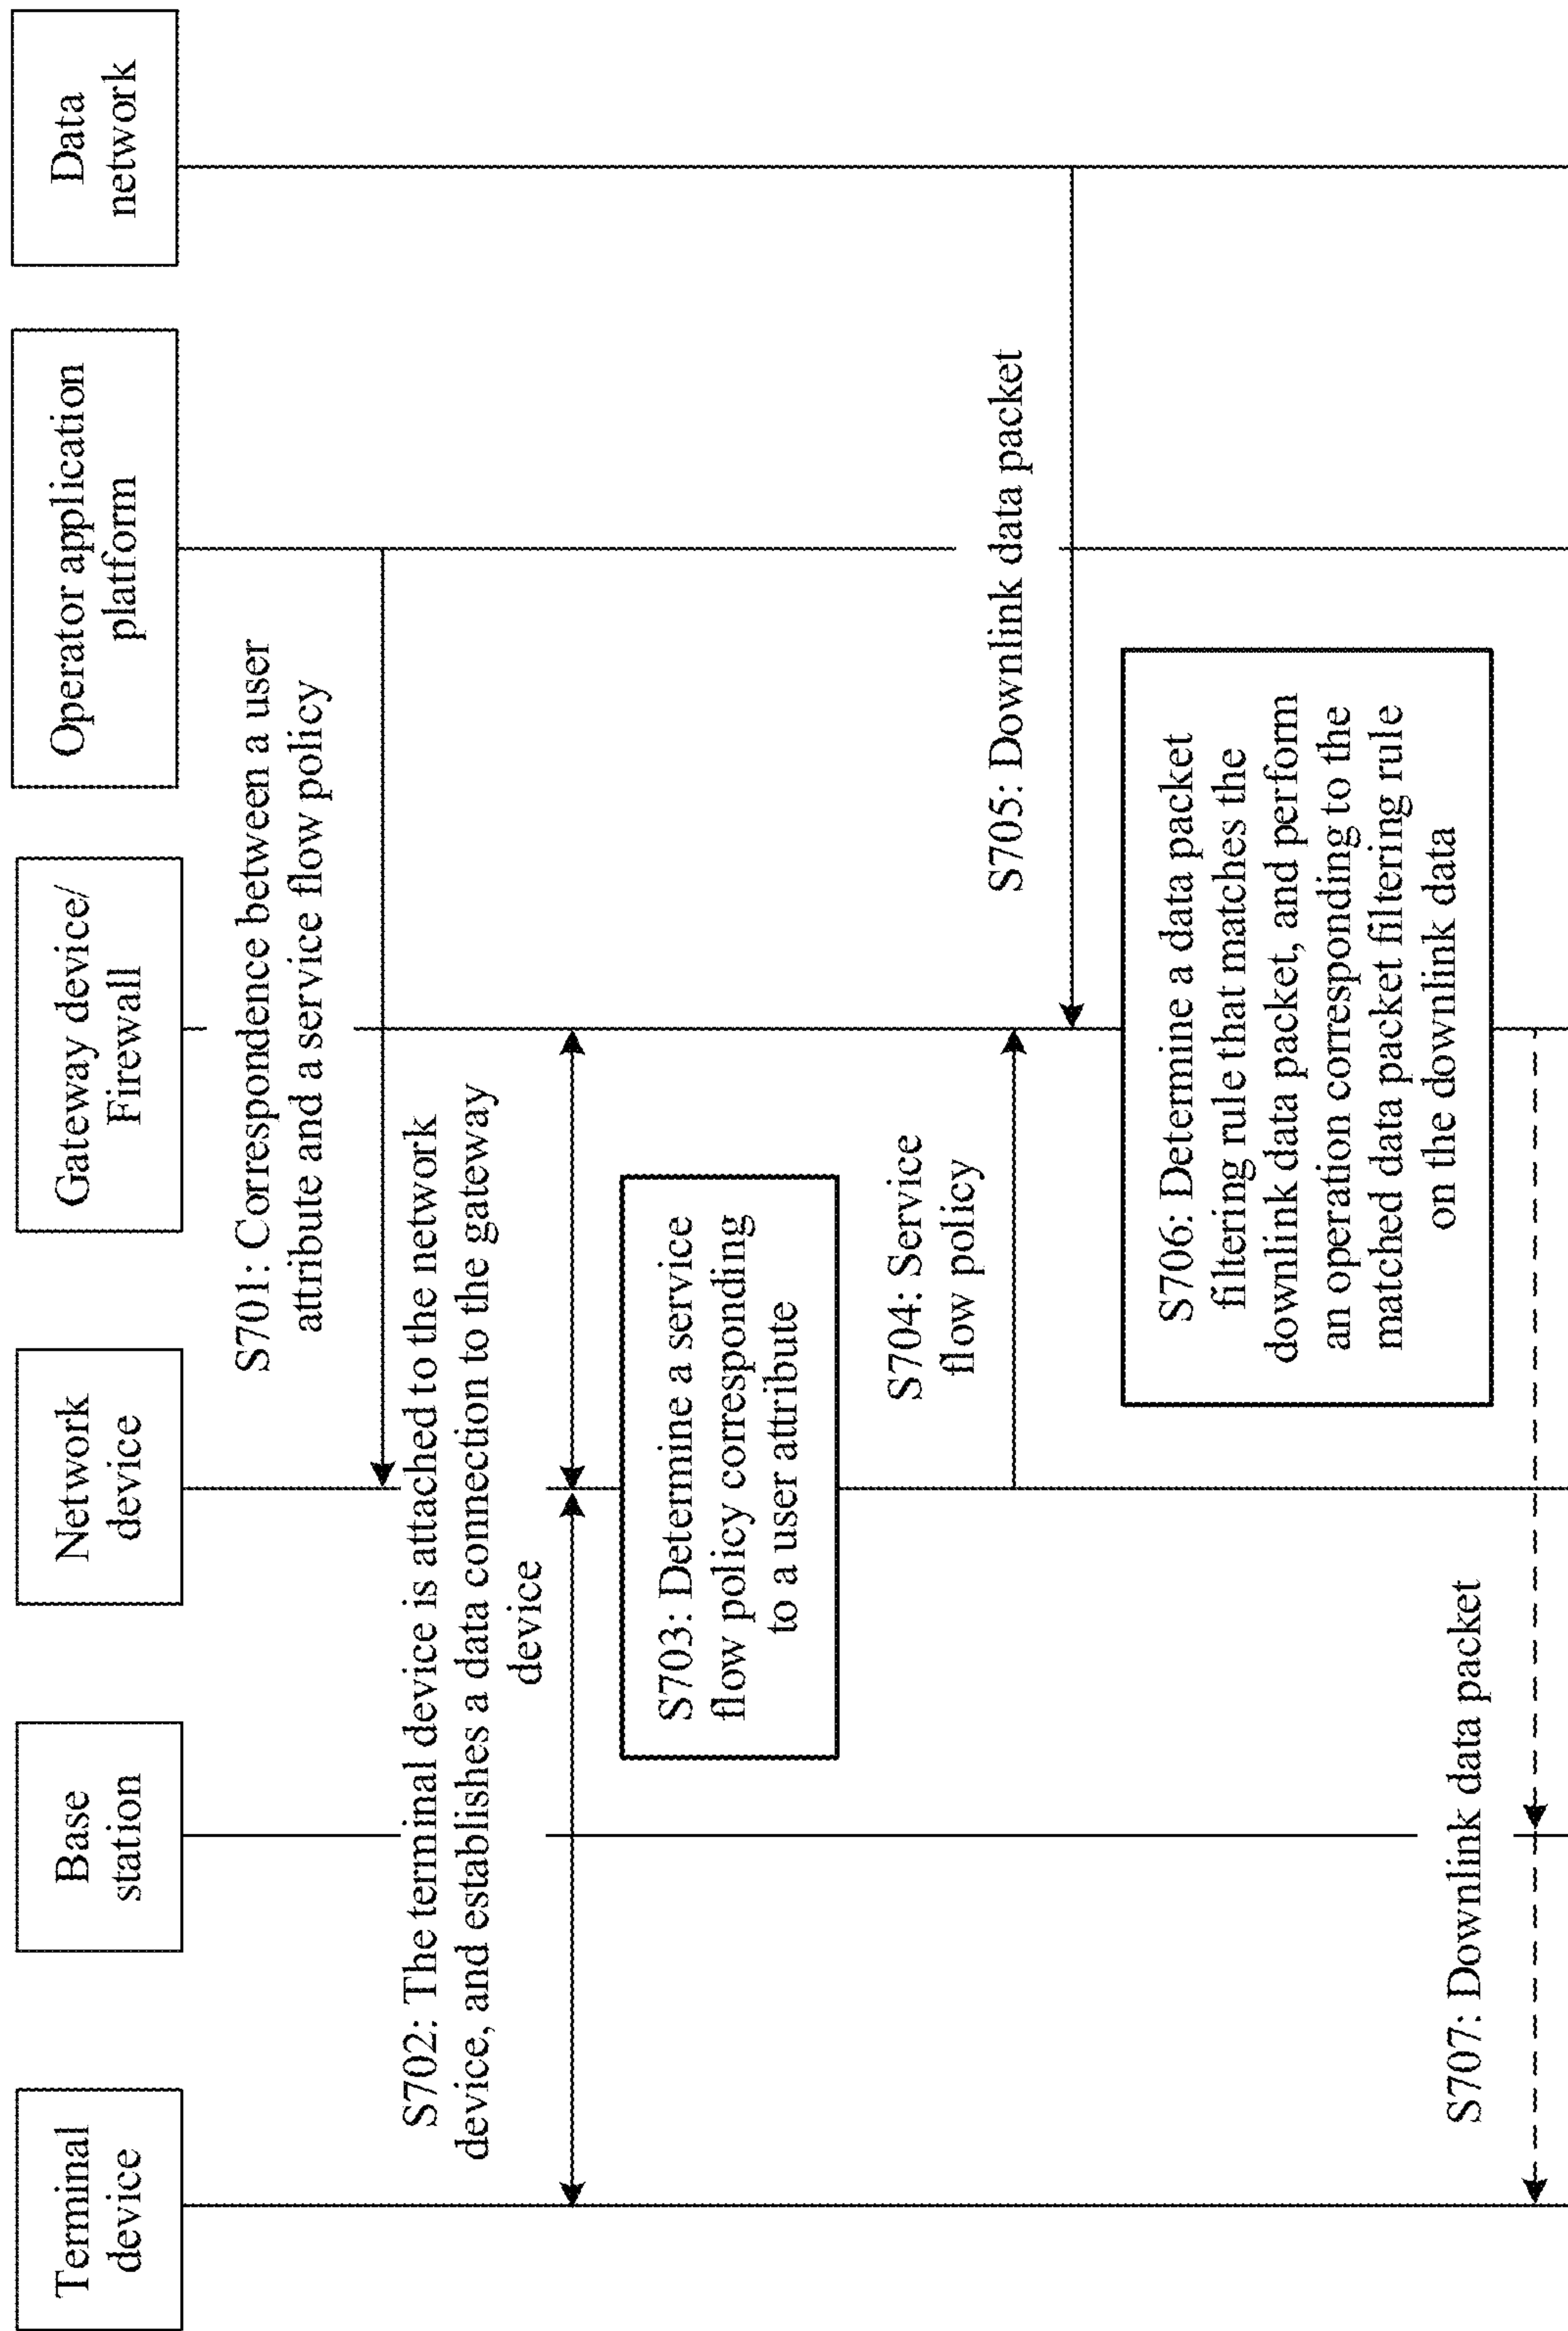 Terminal
device
Base
station
Network
device
Gateway device/
Firewall
Operator application
platform
Data
network
S701: Correspondence between a user
attribute and a service flow policy
S702: The terminal device is attached to the network
device, and establishes a data connection to the gateway
device
S703: Determine a service
flow policy corresponding
to a user attribute
S704: Service
flow policy
S705: Downlink data packet
S706: Determine a data packet
filtering rule that matches the
downlink data packet, and perform
an operation corresponding to the
matched data packet filtering rule
on the downlink data
S707: Downlink data packet